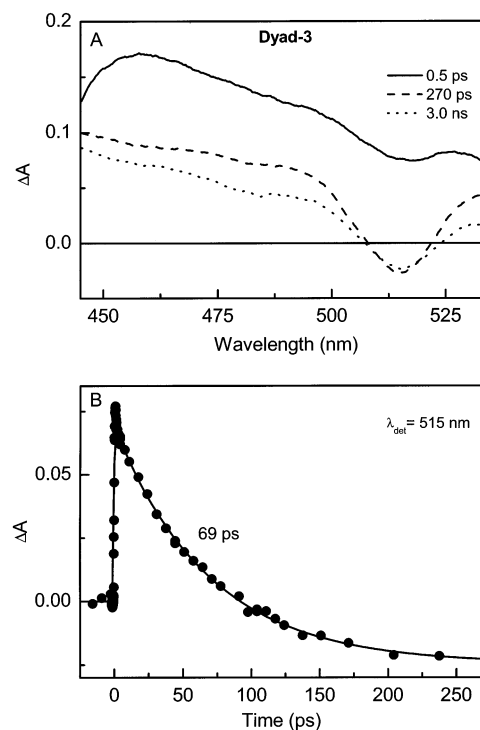 A
Dyad-3
0.5 ps
270 ps
3.0 ns
0.2
0.1
0.0
ΔA
450
475
500
525
Wavelength (nm)
B
λdet= 515 nm
69 ps
0.05
0.00
ΔA
0
50
100
150
200
250
Time (ps)